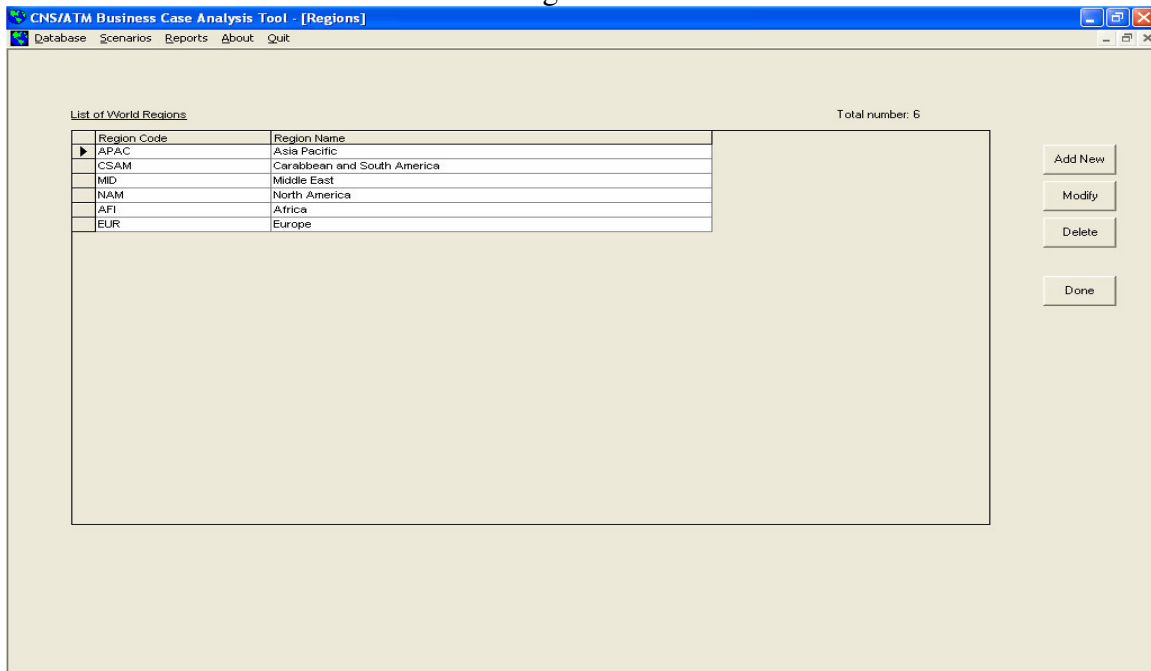 CNS/ATM Business Case Analysis Tool - [Regions]
Database Scenarios Reports About Quit
List of World Regions Total number: 6
Region Code Region Name
APAC Asia Pacific
CSAM Carabbean and South America
MID Middle East
NAM North America
AFI Africa
EUR Europe
Add New
Modify
Delete
Done